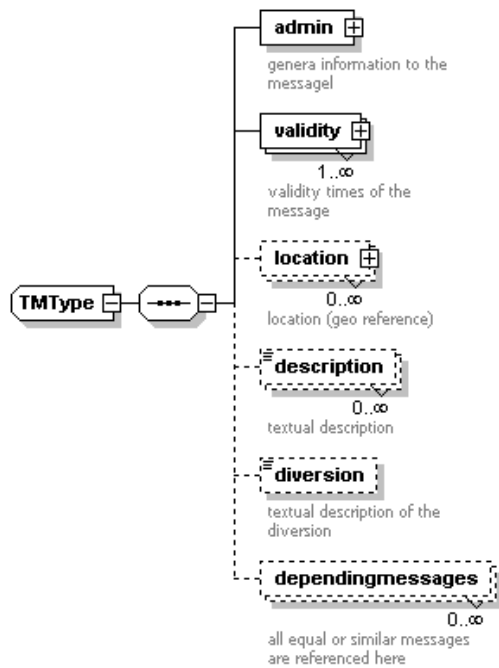 admin
genera information to the
messagel
validity
1..∞
validity times of the
message
location
0..∞
location (geo reference)
TMType
description
0..∞
textual description
diversion
textual description of the
diversion
dependingmessages
0..∞
all equal or similar messages
are referenced here